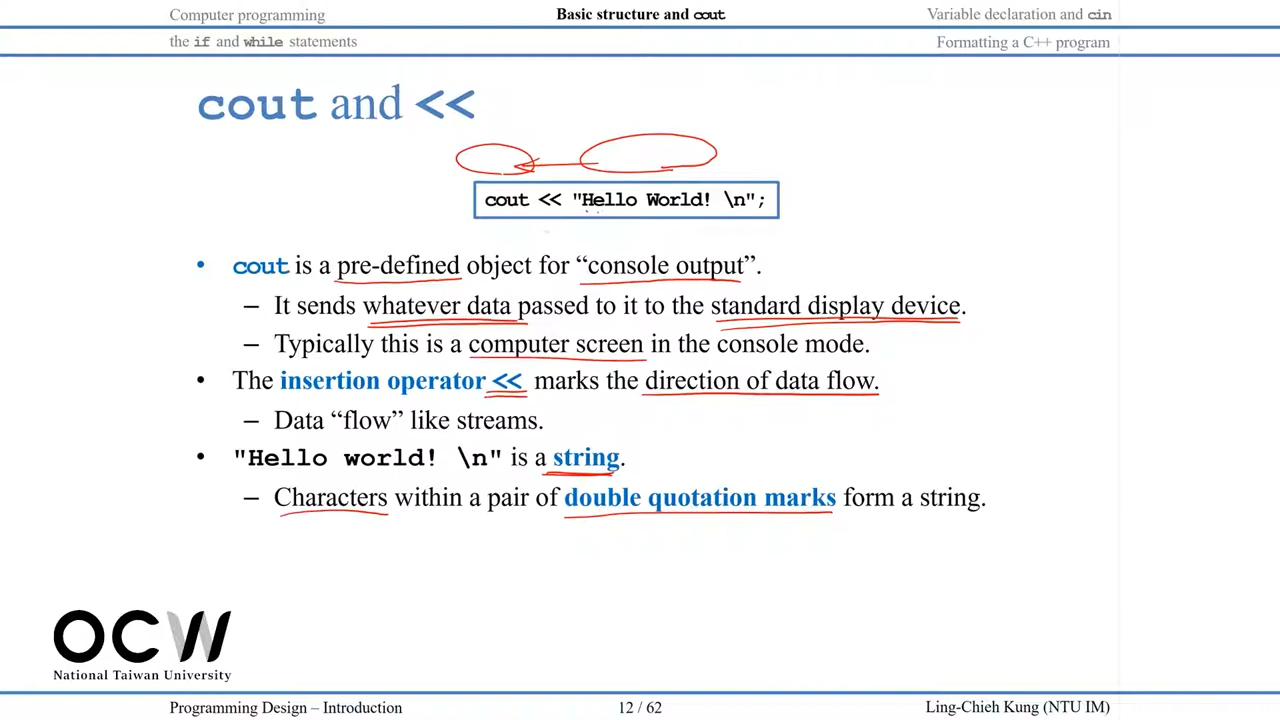 Computer programming
Basic structure and cout
Variable declaration and cin
the if and while statements
Formatting a C++ program
cout and <<
cout << "Hello World! \n";
• cout is a pre-defined object for “console output”.
– It sends whatever data passed to it to the standard display device.
– Typically this is a computer screen in the console mode.
• The insertion operator << marks the direction of data flow.
– Data “flow” like streams.
• "Hello world! \n" is a string.
– Characters within a pair of double quotation marks form a string.
OCW
National Taiwan University
Programming Design – Introduction
12 / 62
Ling-Chieh Kung (NTU IM)